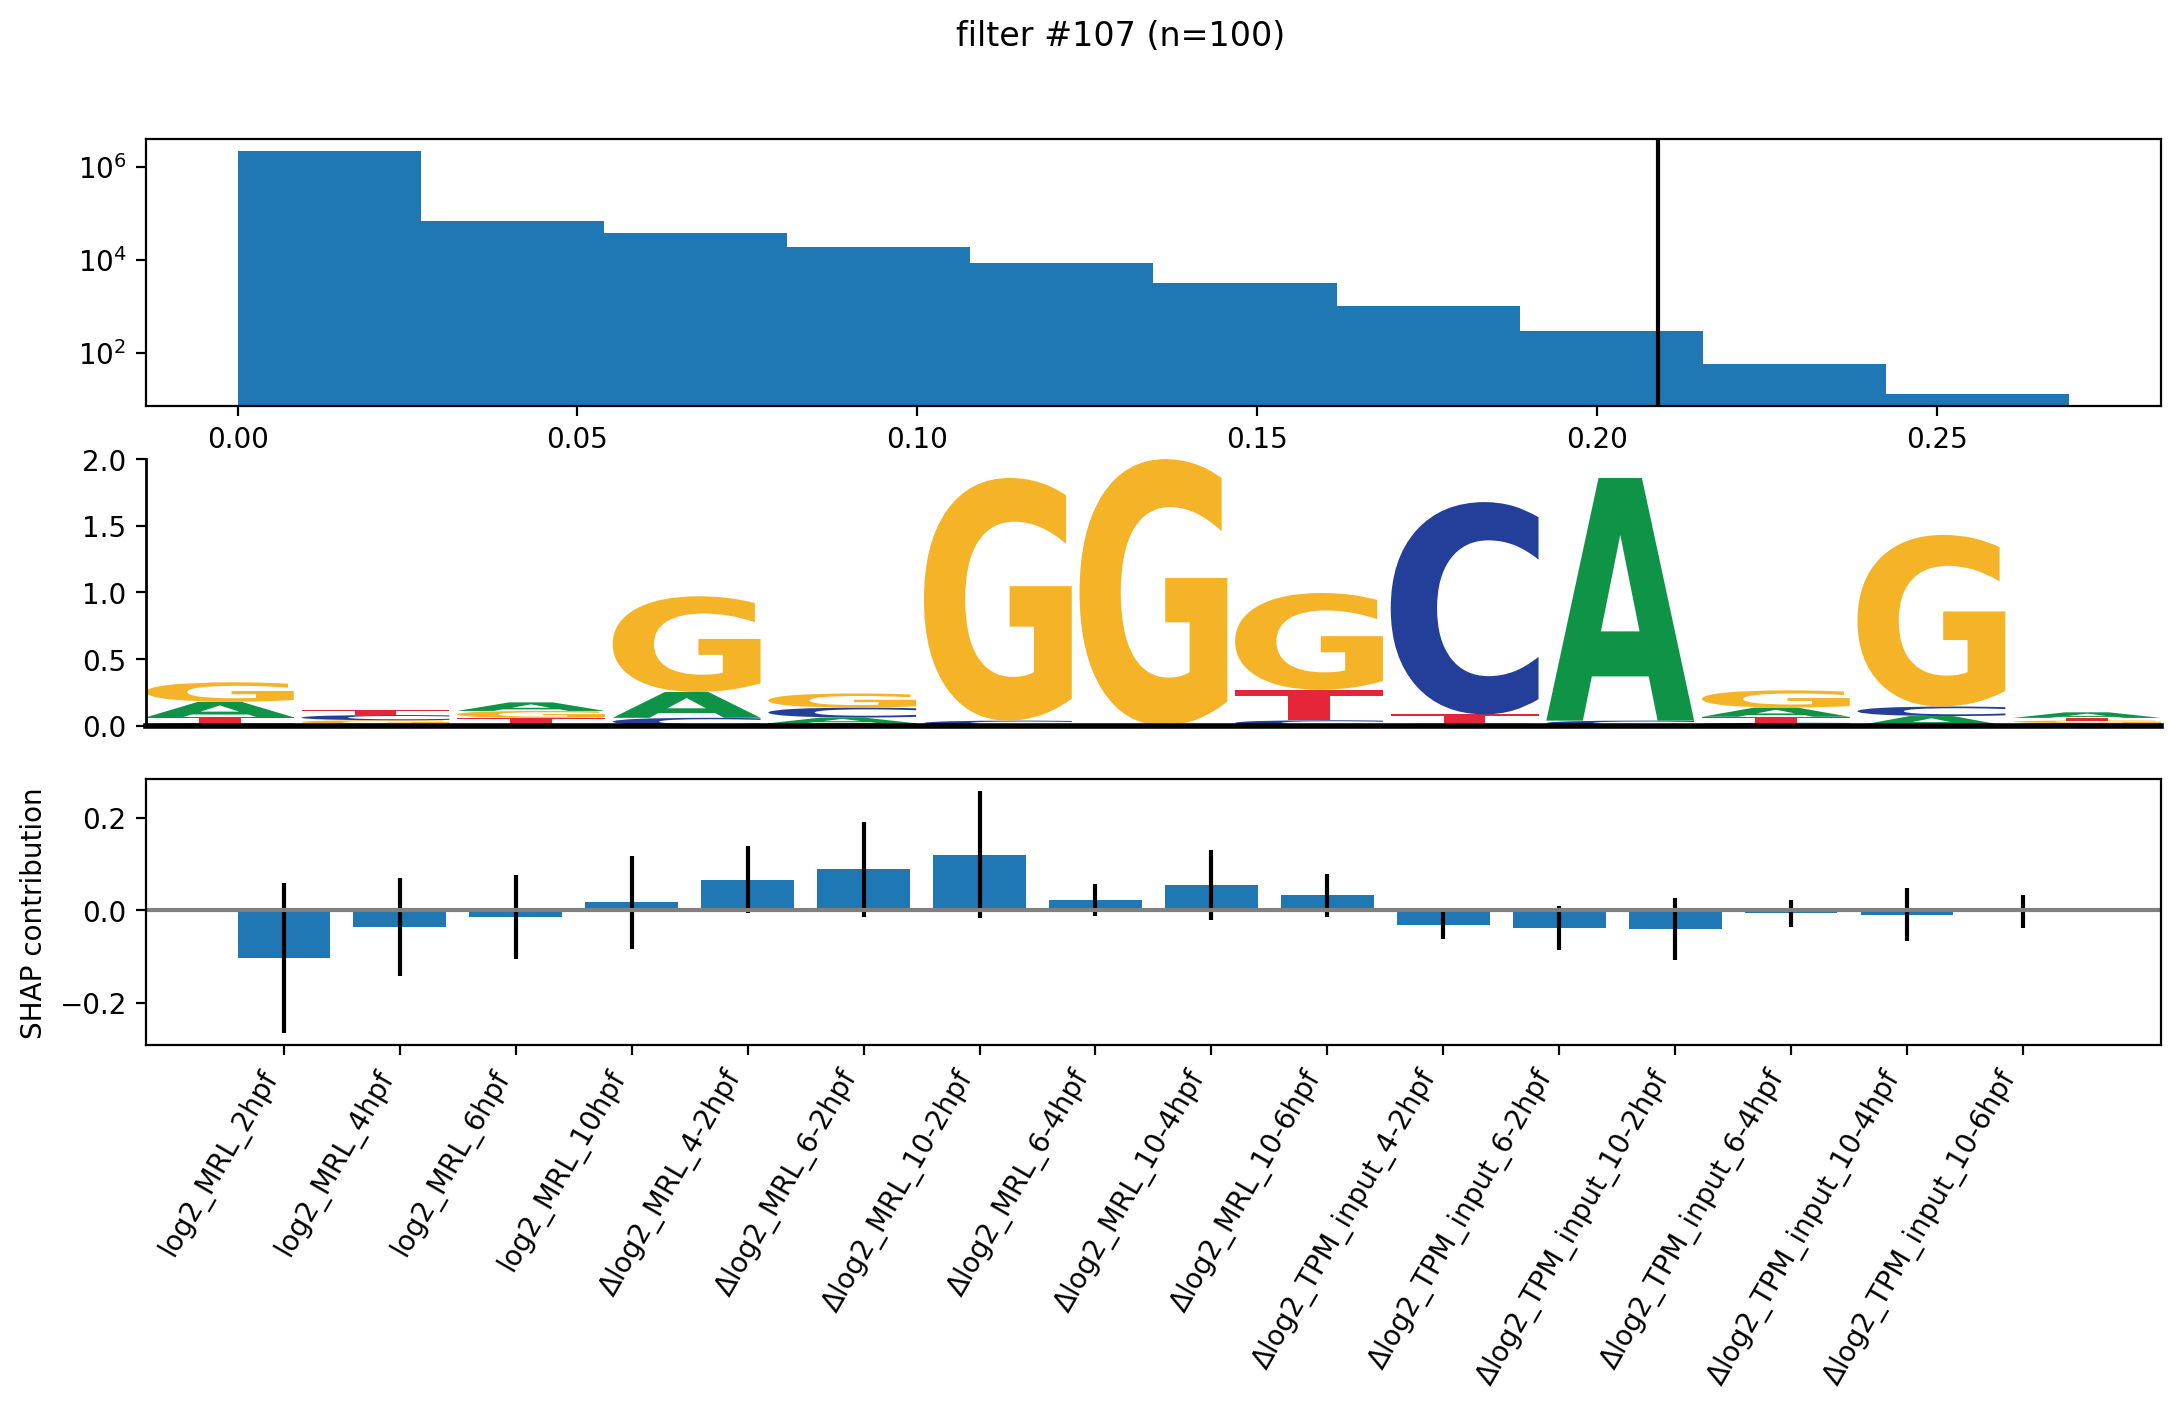 filter #107 (n=100)
10⁶
10⁴
10²
0.00 0.05 0.10 0.15 0.20 0.25
2.0
1.5
1.0
0.5
0.0
G A T T C G A G T G A C G C A G C G G T C C T A C G A T G C A A T G
SHAP contribution
0.2
0.0
−0.2
log2_MRL_2hpf
log2_MRL_4hpf
log2_MRL_6hpf
log2_MRL_10hpf
Δlog2_MRL_4-2hpf
Δlog2_MRL_6-2hpf
Δlog2_MRL_10-2hpf
Δlog2_MRL_6-4hpf
Δlog2_MRL_10-4hpf
Δlog2_MRL_10-6hpf
Δlog2_TPM_input_4-2hpf
Δlog2_TPM_input_6-2hpf
Δlog2_TPM_input_10-2hpf
Δlog2_TPM_input_6-4hpf
Δlog2_TPM_input_10-4hpf
Δlog2_TPM_input_10-6hpf